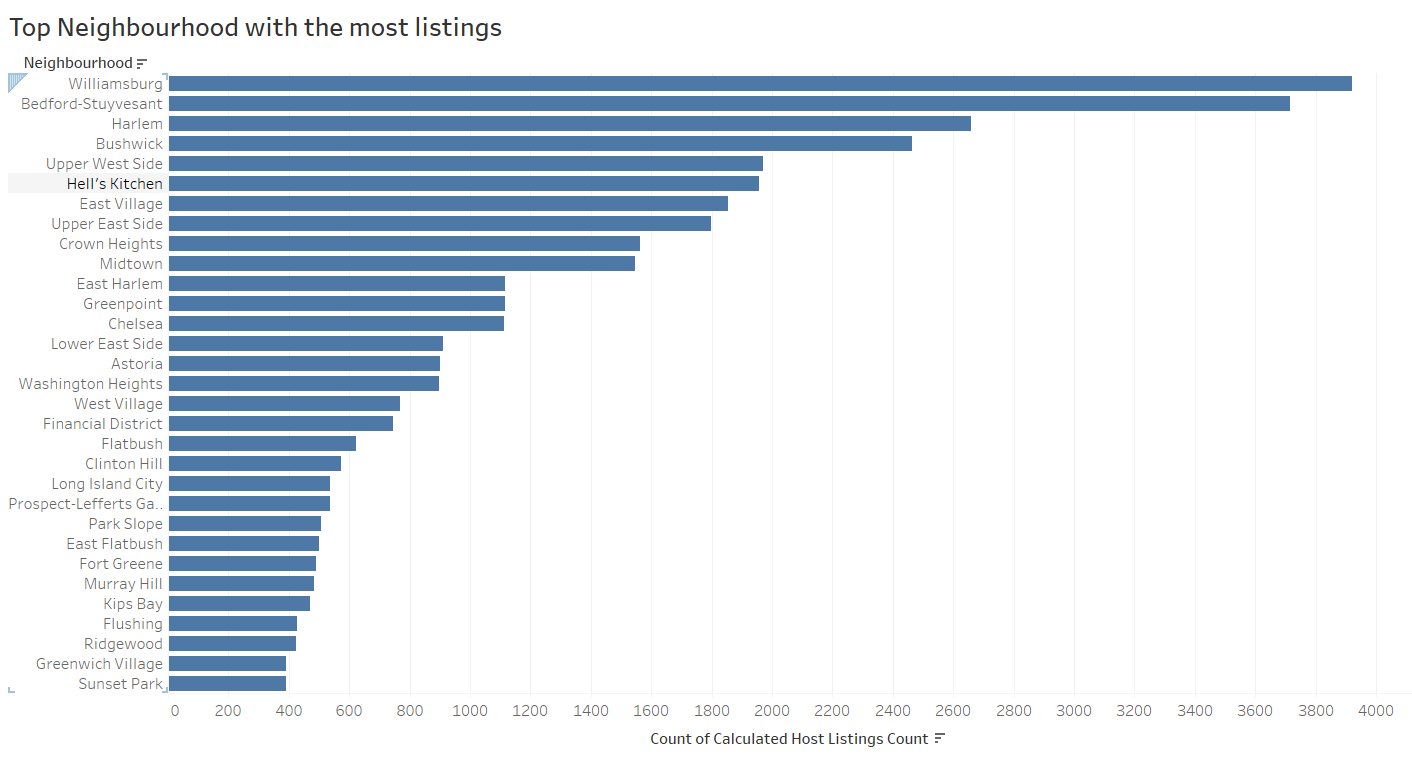 Top Neighbourhood with the most listings
Neighbourhood
Williamsburg
Bedford-Stuyvesant
Harlem
Bushwick
Upper West Side
Hell's Kitchen
East Village
Upper East Side
Crown Heights
Midtown
East Harlem
Greenpoint
Chelsea
Lower East Side
Astoria
Washington Heights
West Village
Financial District
Flatbush
Clinton Hill
Long Island City
Prospect-Lefferts Ga..
Park Slope
East Flatbush
Fort Greene
Murray Hill
Kips Bay
Flushing
Ridgewood
Greenwich Village
Sunset Park
0 200 400 600 800 1000 1200 1400 1600 1800 2000 2200 2400 2600 2800 3000 3200 3400 3600 3800 4000
Count of Calculated Host Listings Count